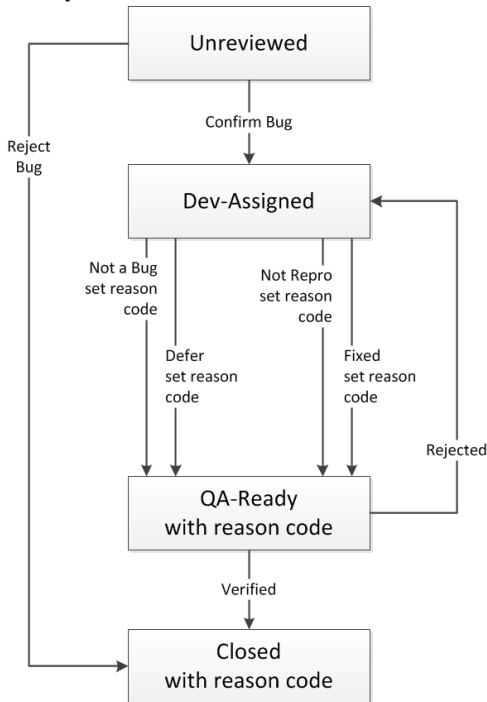 Unreviewed
Confirm Bug
Reject
Bug
Dev-Assigned
Not a Bug
set reason
code
Defer
set reason
code
Not Repro
set reason
code
Fixed
set reason
code
Rejected
QA-Ready
with reason code
Verified
Closed
with reason code